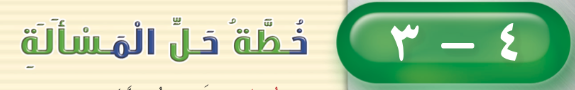 ٣ – ٤ خُطَّةُ حَلِّ الْمَسْأَلَةِ